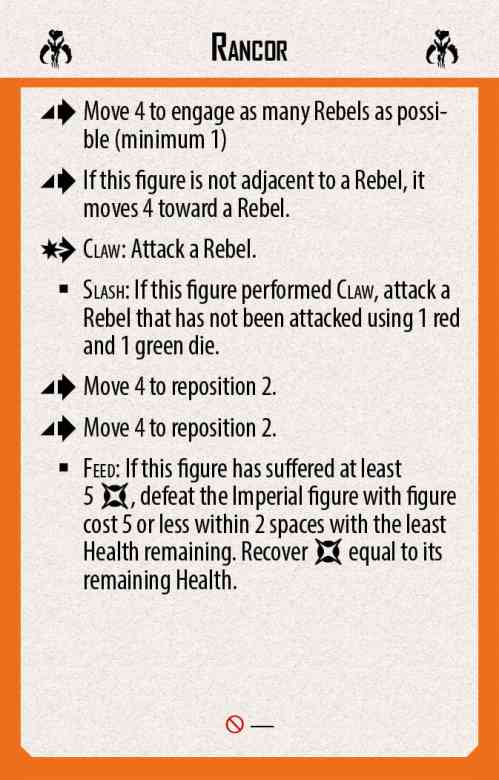 RANCOR
Move 4 to engage as many Rebels as possi-
ble (minimum 1)
If this figure is not adjacent to a Rebel, it
moves 4 toward a Rebel.
CLAW: Attack a Rebel.
▪ SLASH: If this figure performed CLAW, attack a
Rebel that has not been attacked using 1 red
and 1 green die.
Move 4 to reposition 2.
Move 4 to reposition 2.
▪ FEED: If this figure has suffered at least
5 , defeat the Imperial figure with figure
cost 5 or less within 2 spaces with the least
Health remaining. Recover equal to its
remaining Health.
—